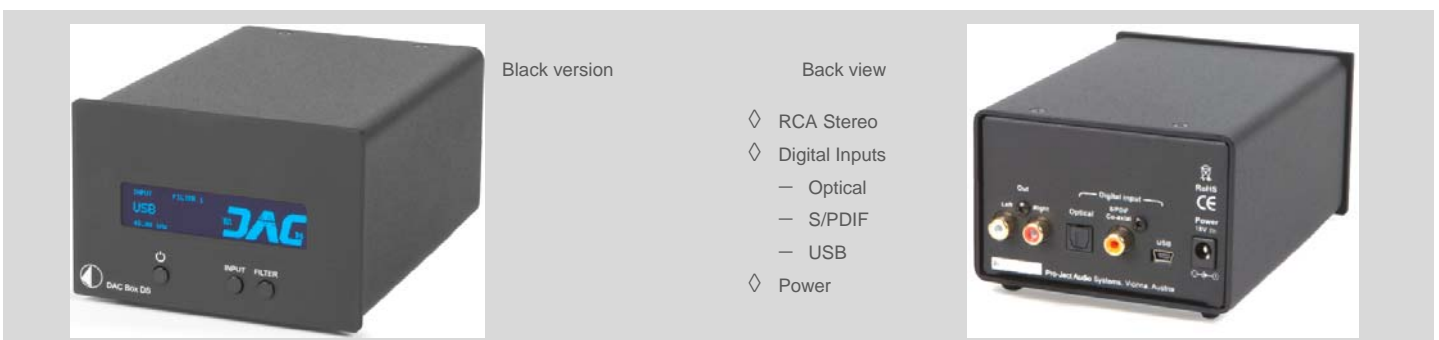 Black version
Back view
◊ RCA Stereo
◊ Digital Inputs
– Optical
– S/PDIF
– USB
◊ Power
INPUT FILTER 1
USB
DAC
INPUT FILTER
DAC Box DS
RoHS
CE
Out
Left Right
Digital Input
Optical
S/PDIF
Co-axial
USB
Power
18V
Pro-Ject Audio Systems, Vienna, Austria